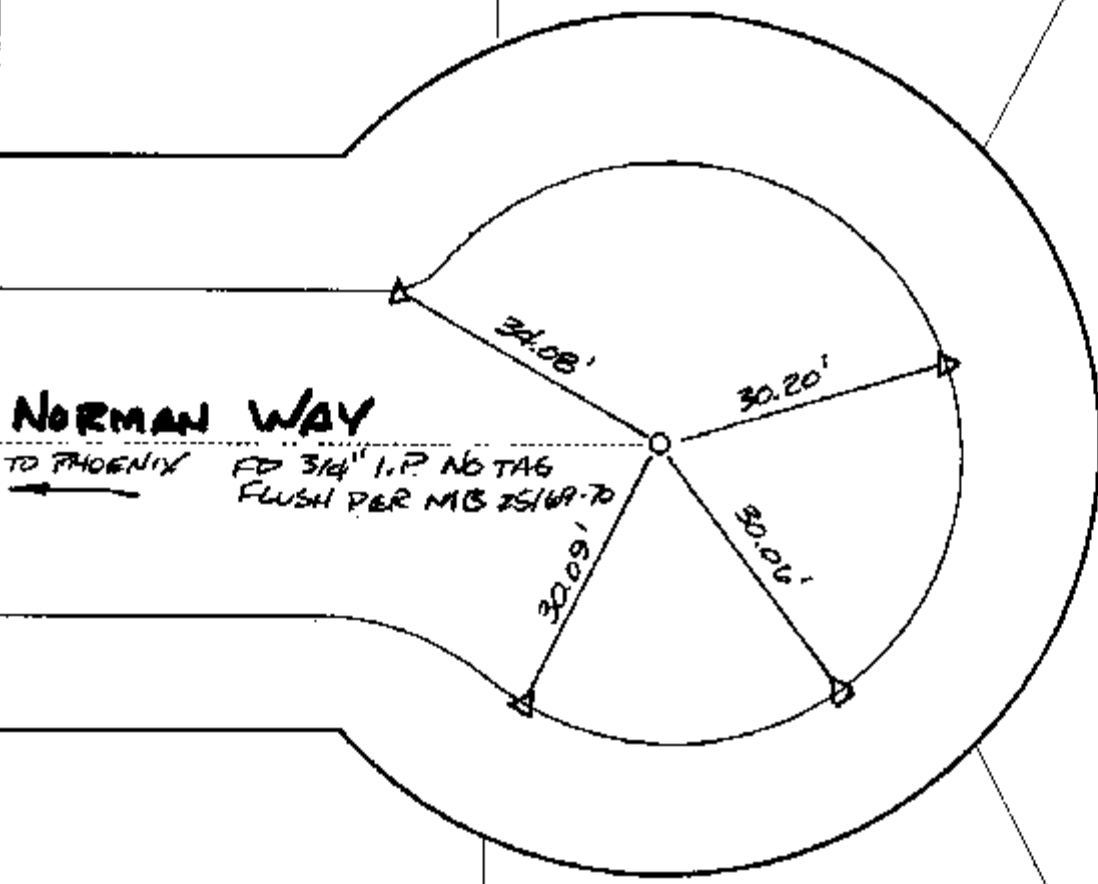 34.08'
30.20'
NORMAN WAY
TO PHOENIX
FD 3/4" I.P. NO TAG
FLUSH PER MB 25/69-70
30.09'
30.06'